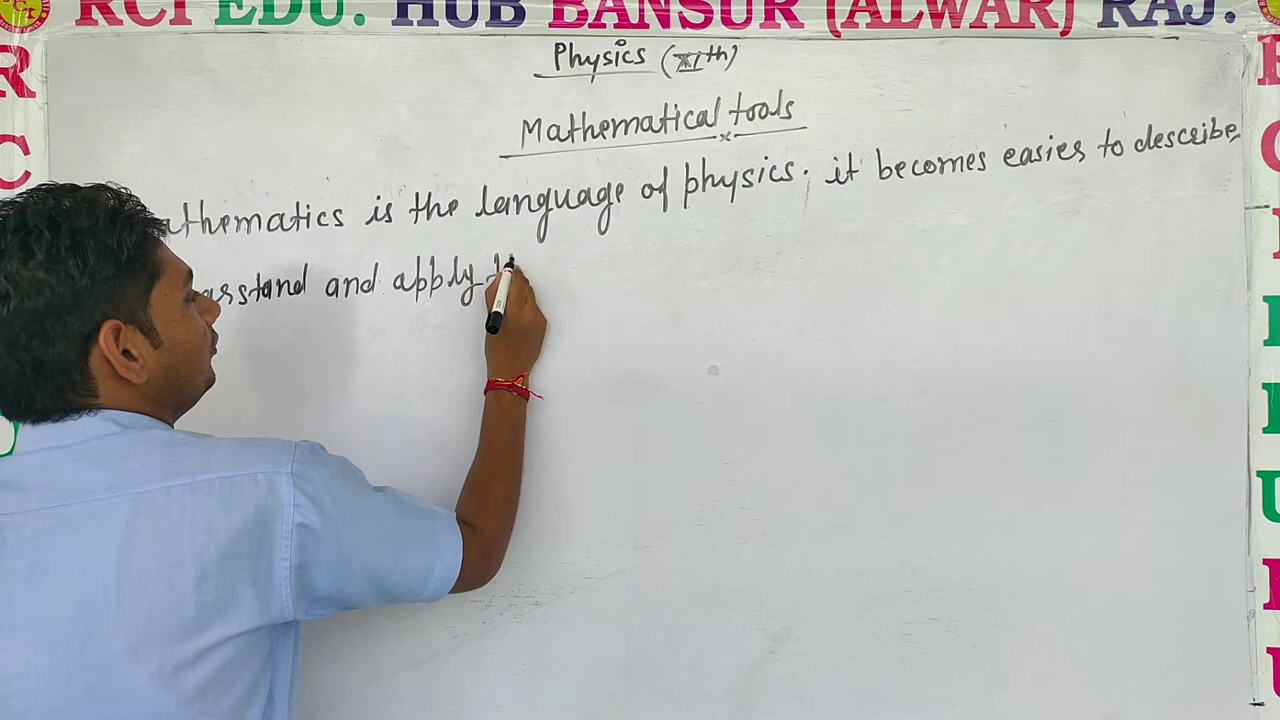 RCI EDU. HUB BANSUR (ALWAR) RAJ.
Physics (XIth)
Mathematical tools
athematics is the language of physics. it becomes easies to describe,
arsstand and apply
R
C